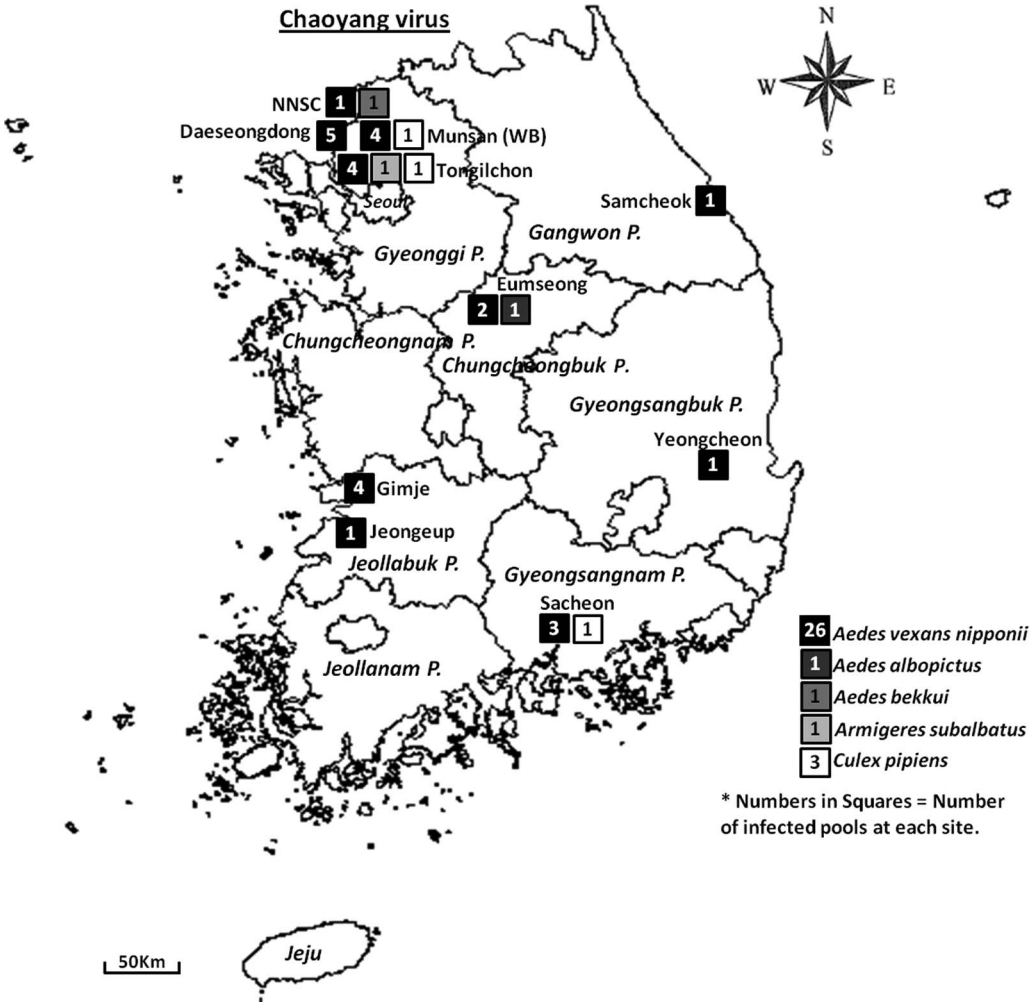 Chaoyang virus
N
W E
S
NNSC 1 1
Daeseongdong 5 4 1 Munsan (WB)
4 1 1 Tongilchon
Seoul
Samcheok 1
Gangwon P.
Gyeonggi P.
Eumseong
2 1
Chungcheongnam P.
Chungcheongbuk P.
Gyeongsangbuk P.
Yeongcheon
1
4 Gimje
1 Jeongeup
Jeollabuk P.
Gyeongsangnam P.
Sacheon
3 1
Jeollanam P.
26 Aedes vexans nipponii
1 Aedes albopictus
1 Aedes bekkui
1 Armigeres subalbatus
3 Culex pipiens
* Numbers in Squares = Number
of infected pools at each site.
50Km
Jeju